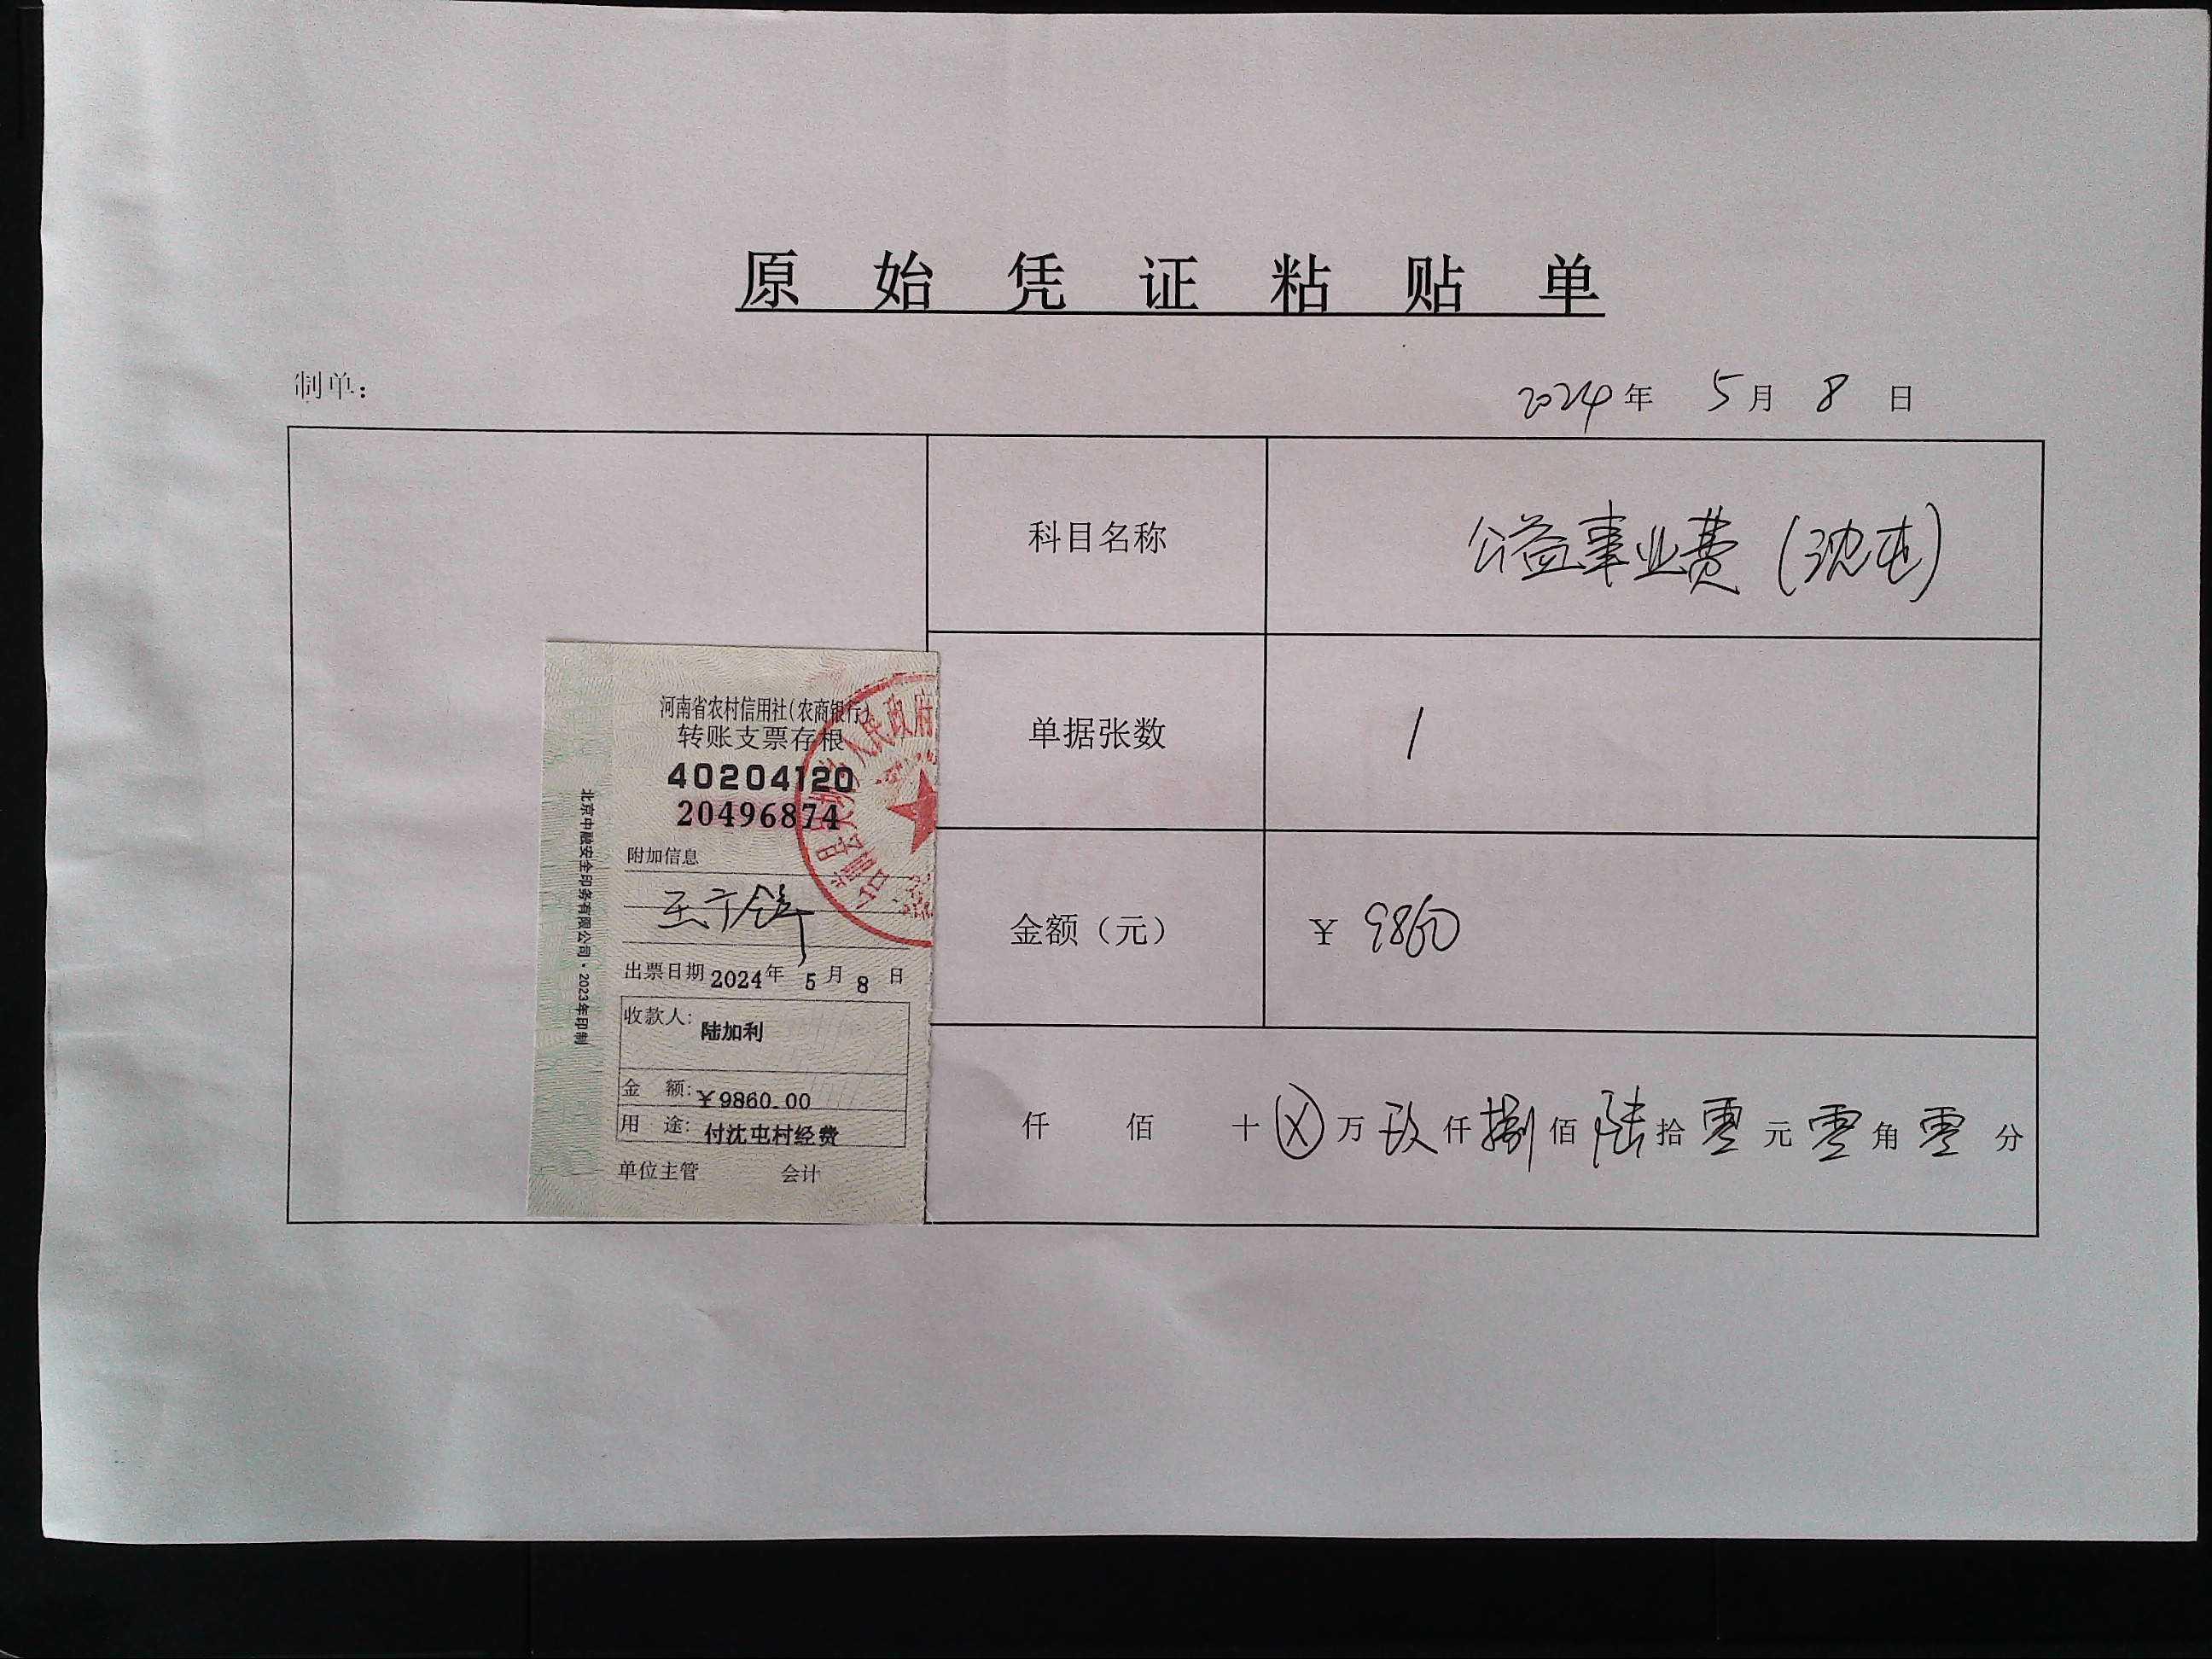 原始凭证粘贴单
制单：
2024年 5月 8日
科目名称 公益事业费（沈屯）
单据张数 1
金额（元） ￥ 9860
仟 佰 十 ⓧ 万 玖 仟 捌 佰 陆 拾 零 元 零 角 零 分
河南省农村信用社（农商银行）
转账支票存根
40204120
20496874
附加信息
出票日期 2024年 5月 8日
收款人: 陆加利
金 额: ￥9860.00
用 途: 付沈屯村经费
单位主管 会计
北京中融安全印务有限公司·2023年印制
人民政府